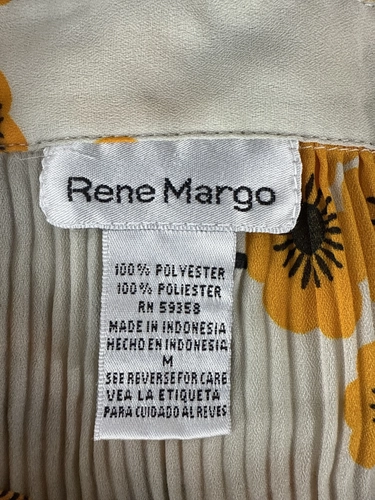 Rene Margo
100% POLYESTER
100% POLIESTER
RN 59358
MADE IN INDONESIA
HECHO EN INDONESIA
M
SEE REVERSE FOR CARE
VEA LA ETIQUETA
PARA CUIDADO AL REVES